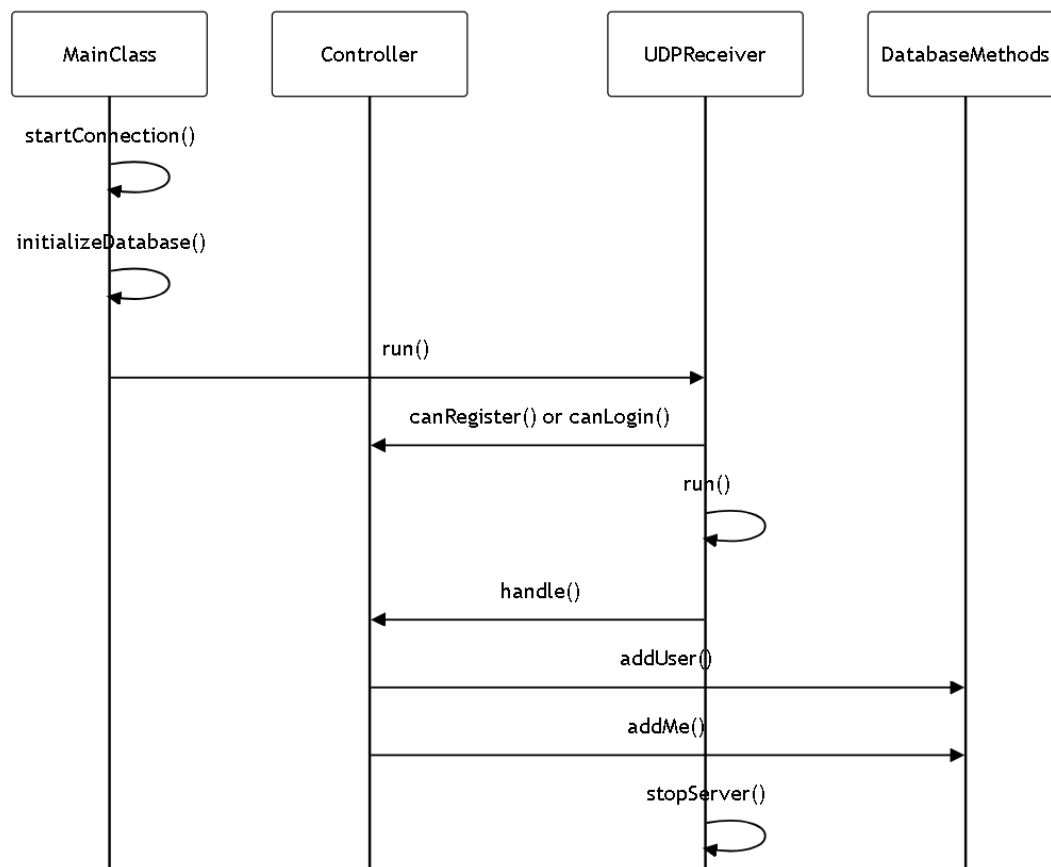 MainClass
Controller
UDPReceiver
DatabaseMethods
startConnection()
initializeDatabase()
run()
canRegister() or canLogin()
run()
handle()
addUser()
addMe()
stopServer()